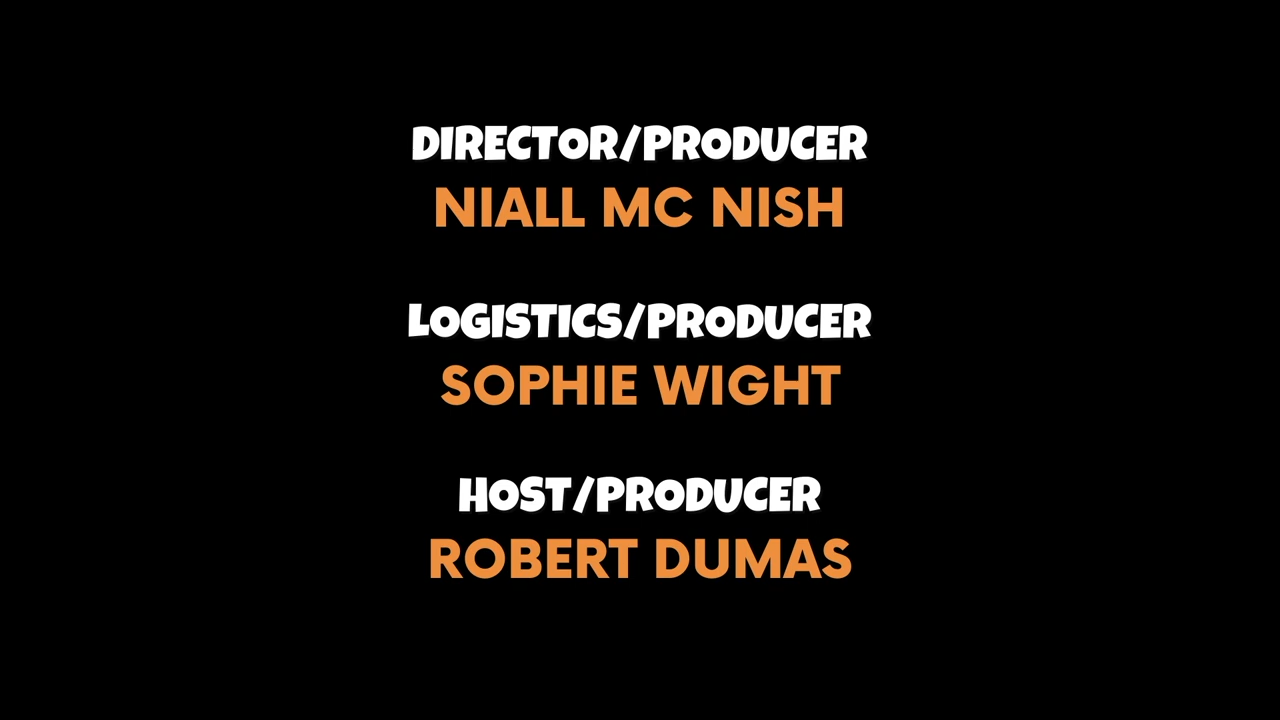 DIRECTOR/PRODUCER
NIALL MC NISH
LOGISTICS/PRODUCER
SOPHIE WIGHT
HOST/PRODUCER
ROBERT DUMAS